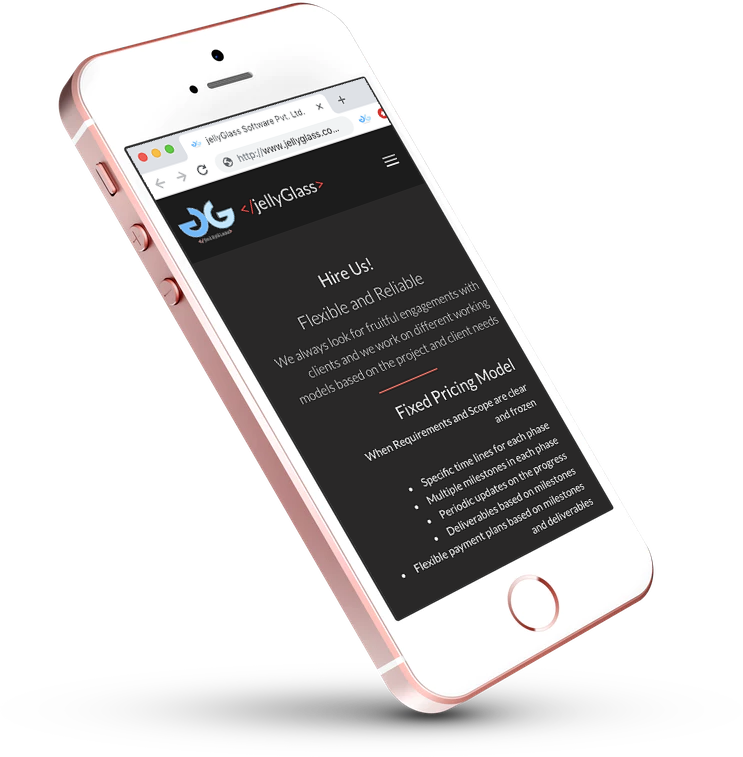 jellyGlass Software Pvt. Ltd.
http://www.jellyglass.co...
</jellyGlass>
Hire Us!
Flexible and Reliable
We always look for fruitful engagements with
clients and we work on different working
models based on the project and client needs
Fixed Pricing Model
When Requirements and Scope are clear
and frozen
• Specific time lines for each phase
• Multiple milestones in each phase
• Periodic updates on the progress
• Deliverables based on milestones
• Flexible payment plans based on milestones
and deliverables